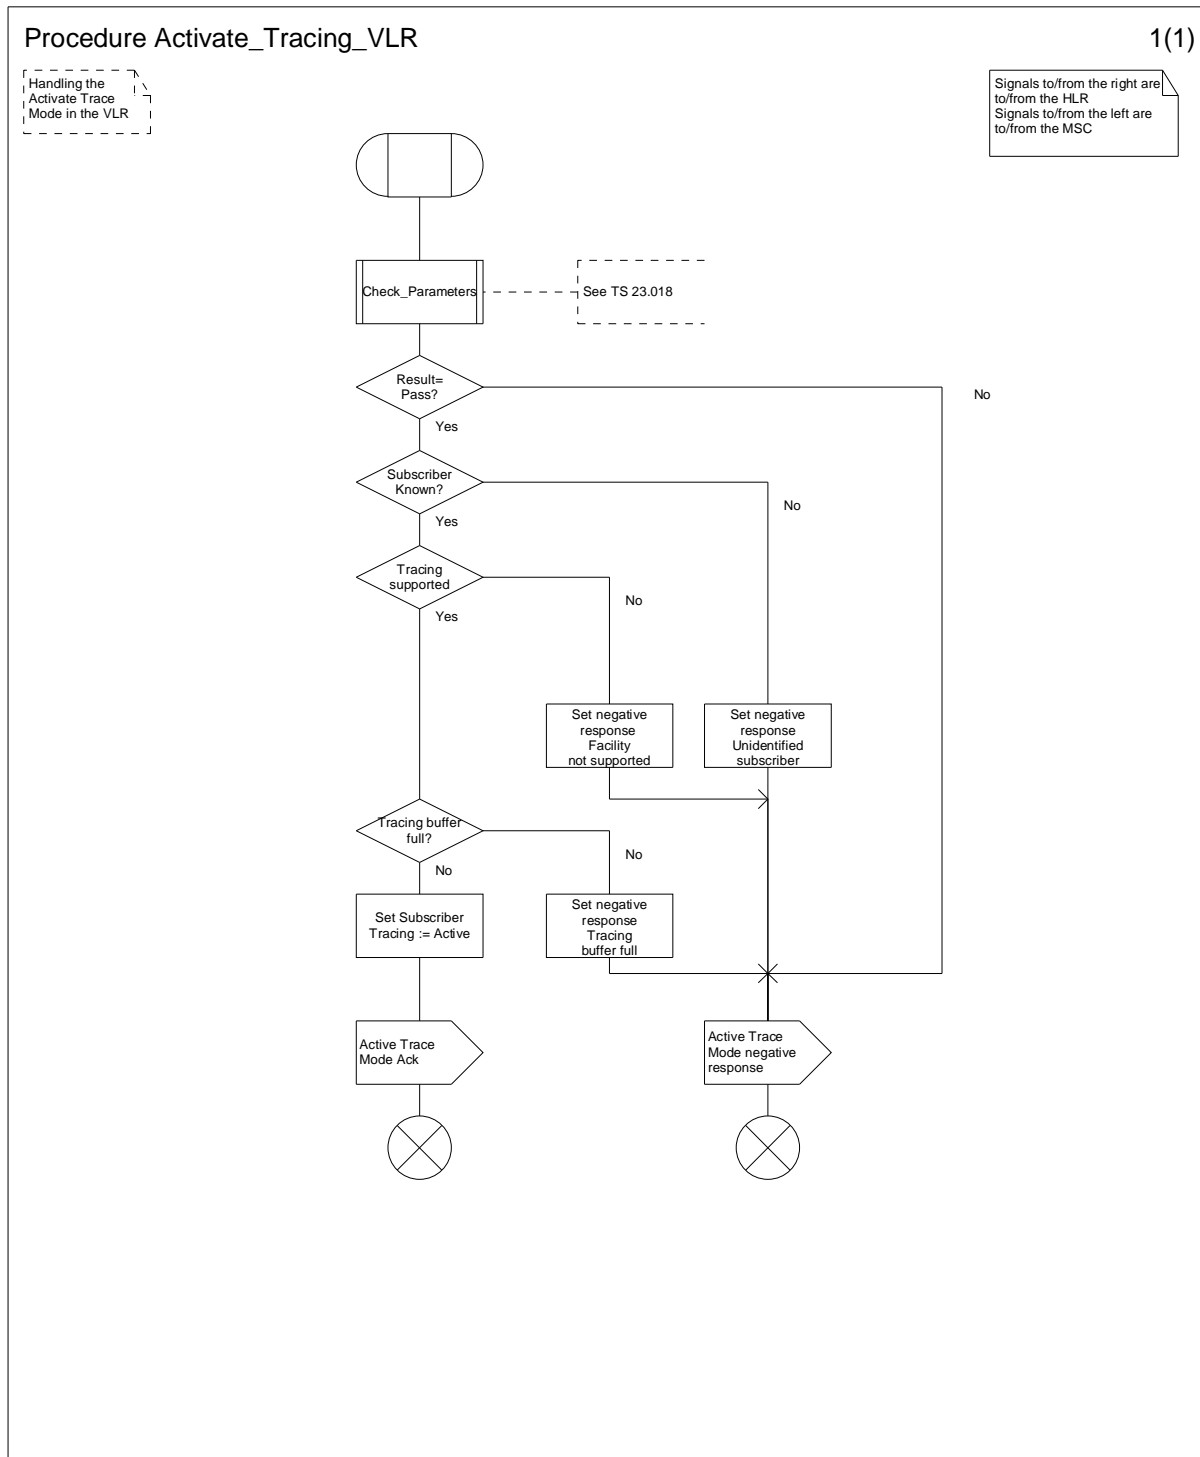 Procedure Activate_Tracing_VLR
1(1)
Handling the
Activate Trace
Mode in the VLR
Signals to/from the right are
to/from the HLR
Signals to/from the left are
to/from the MSC
Check_Parameters
See TS 23.018
Result=
Pass?
No
Yes
Subscriber
Known?
No
Yes
Tracing
supported
No
Yes
Set negative
response
Facility
not supported
Set negative
response
Unidentified
subscriber
Tracing buffer
full?
No
No
Set Subscriber
Tracing := Active
Set negative
response
Tracing
buffer full
Active Trace
Mode Ack
Active Trace
Mode negative
response